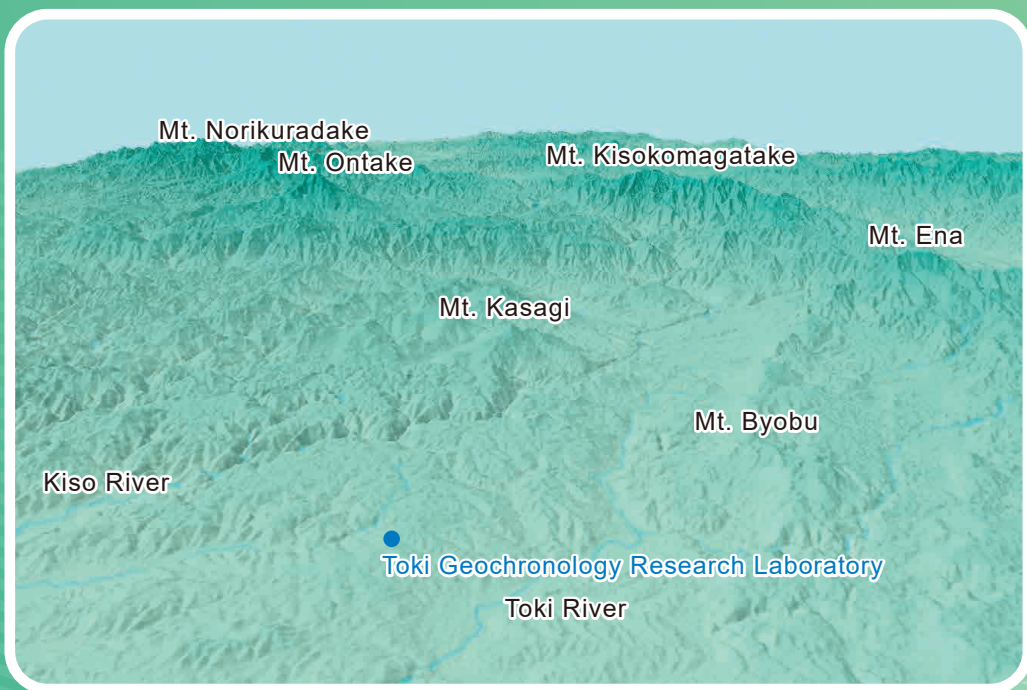 Mt. Norikuradake
Mt. Ontake
Mt. Kisokomagatake
Mt. Ena
Mt. Kasagi
Mt. Byobu
Kiso River
Toki Geochronology Research Laboratory
Toki River